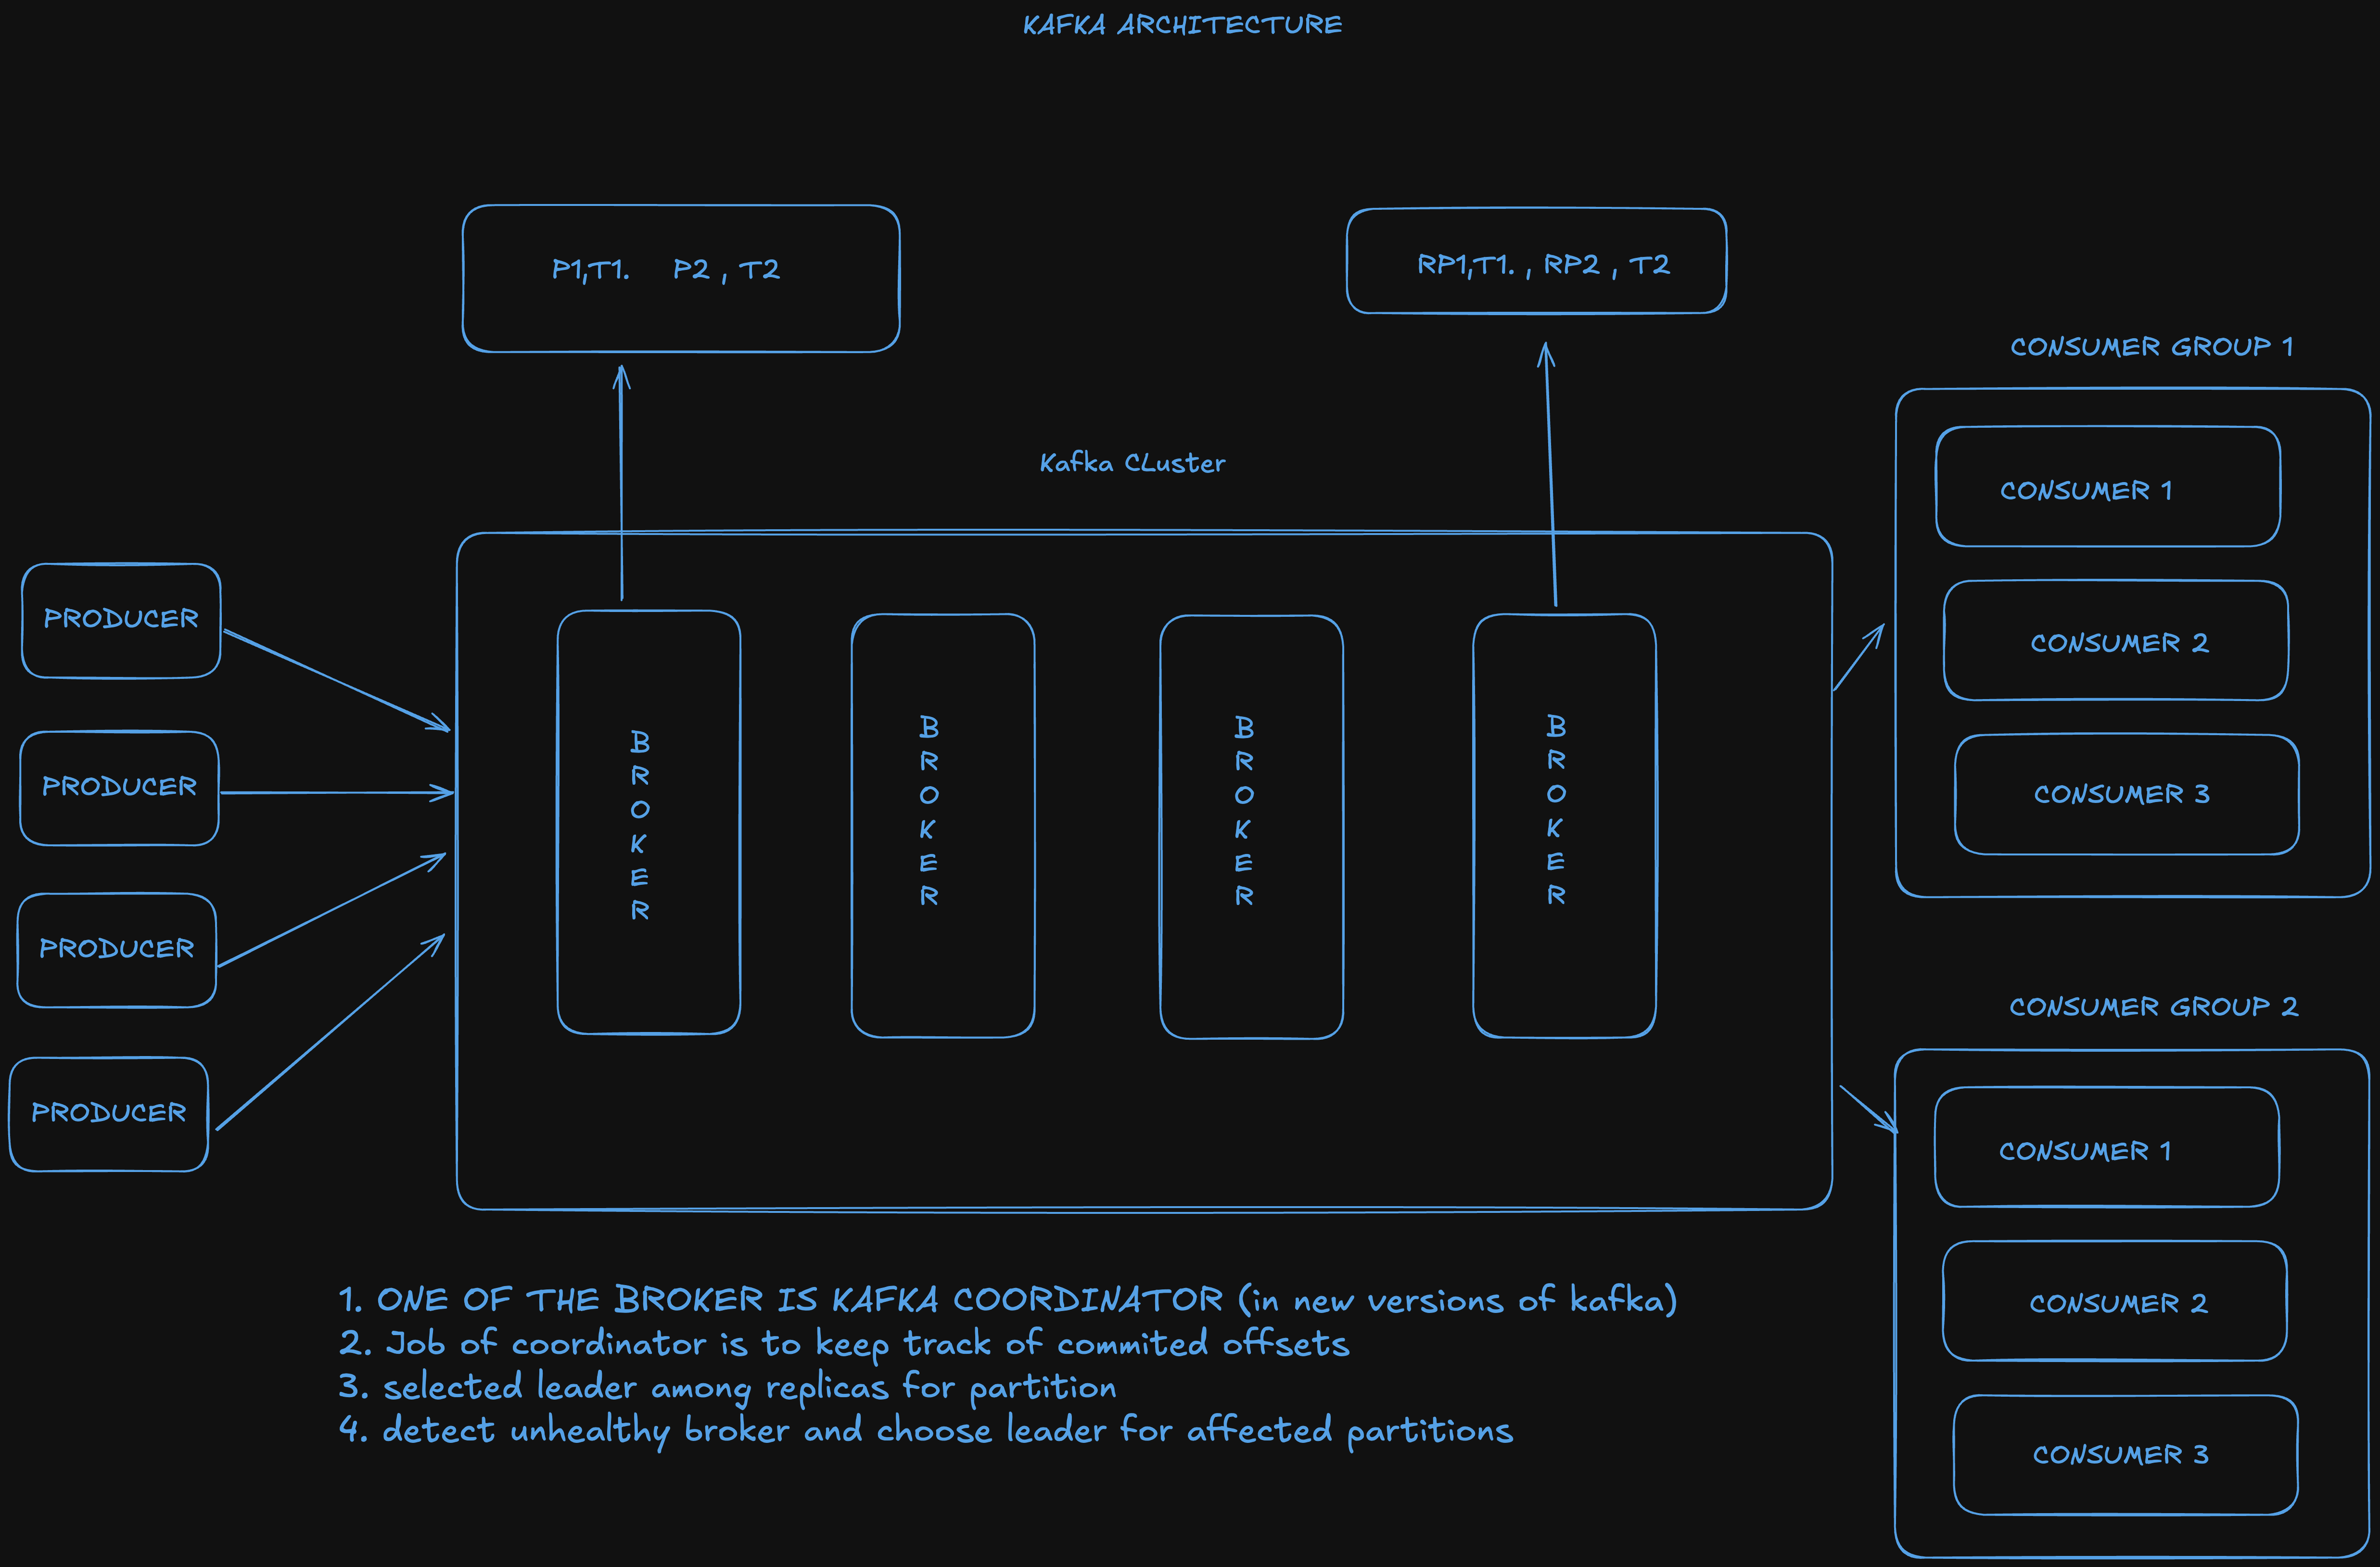 KAFKA ARCHITECTURE
P1,T1. P2 , T2
RP1,T1. , RP2 , T2
Kafka CLuster
PRODUCER
PRODUCER
PRODUCER
PRODUCER
BROKER
BROKER
BROKER
BROKER
CONSUMER GROUP 1
CONSUMER 1
CONSUMER 2
CONSUMER 3
CONSUMER GROUP 2
CONSUMER 1
CONSUMER 2
CONSUMER 3
1. ONE OF THE BROKER IS KAFKA COORDINATOR (in new versions of kafka)
2. Job of coordinator is to keep track of commited offsets
3. selected leader among replicas for partition
4. detect unhealthy broker and choose leader for affected partitions